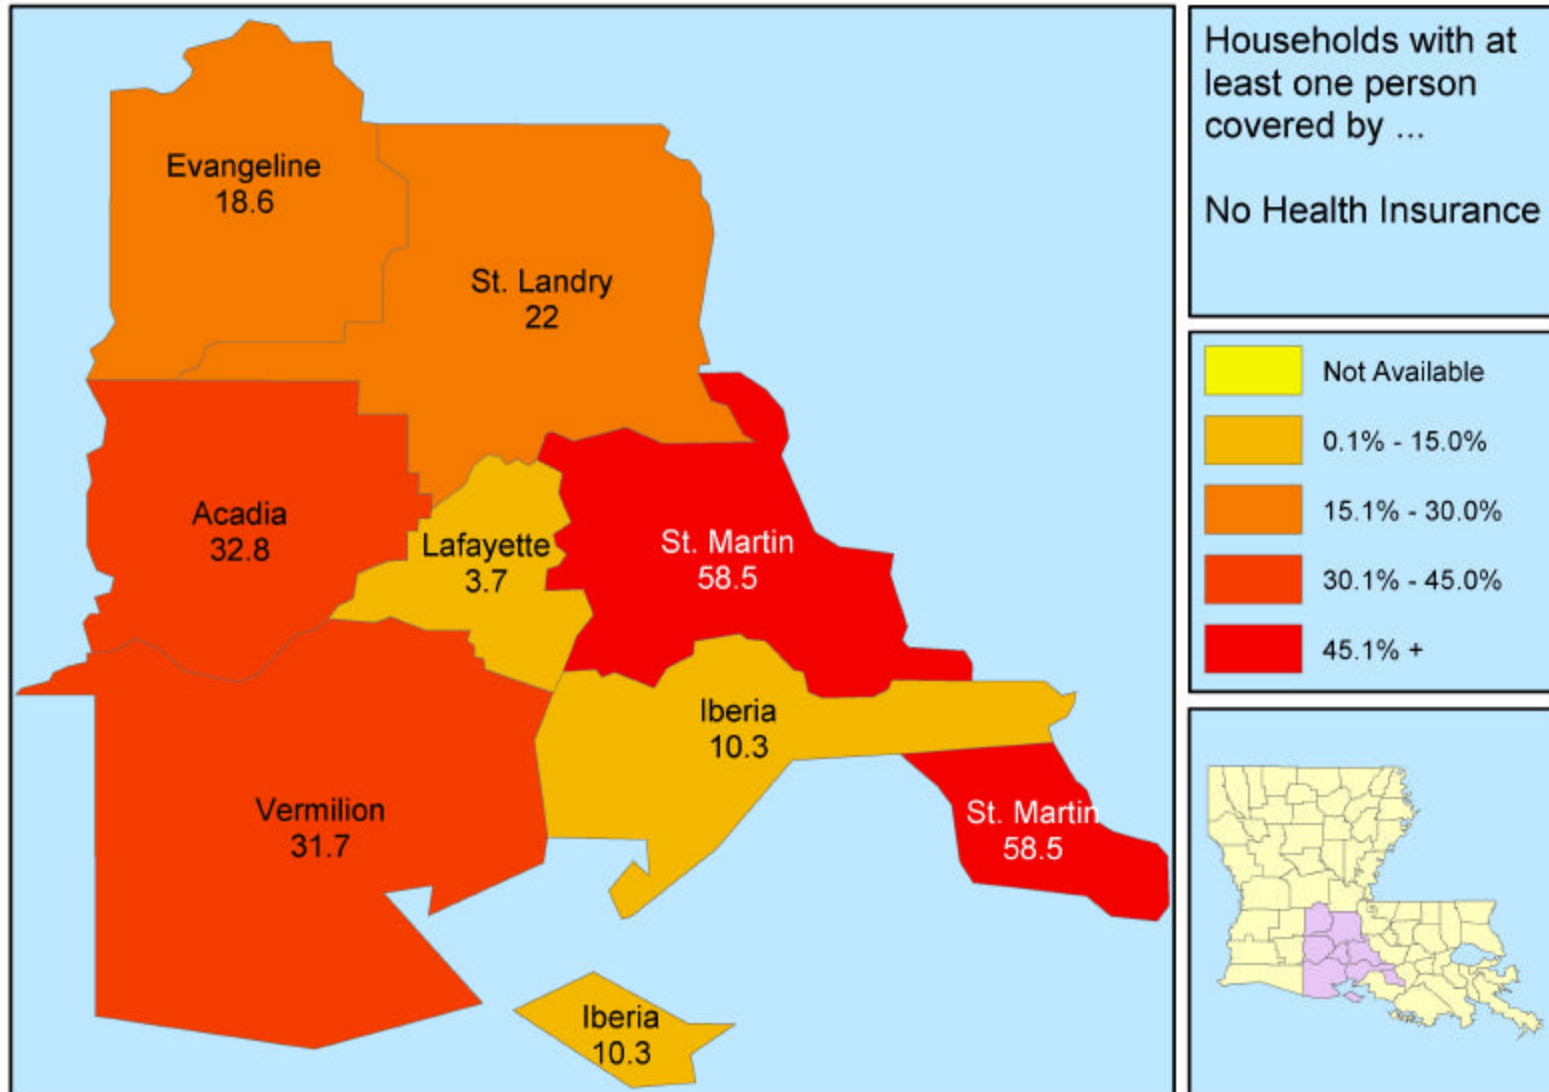 Households with at
least one person
covered by ...
No Health Insurance
Evangeline
18.6
St. Landry
22
Acadia
32.8
Lafayette
3.7
St. Martin
58.5
Iberia
10.3
Vermilion
31.7
St. Martin
58.5
Iberia
10.3
Not Available
0.1% - 15.0%
15.1% - 30.0%
30.1% - 45.0%
45.1% +